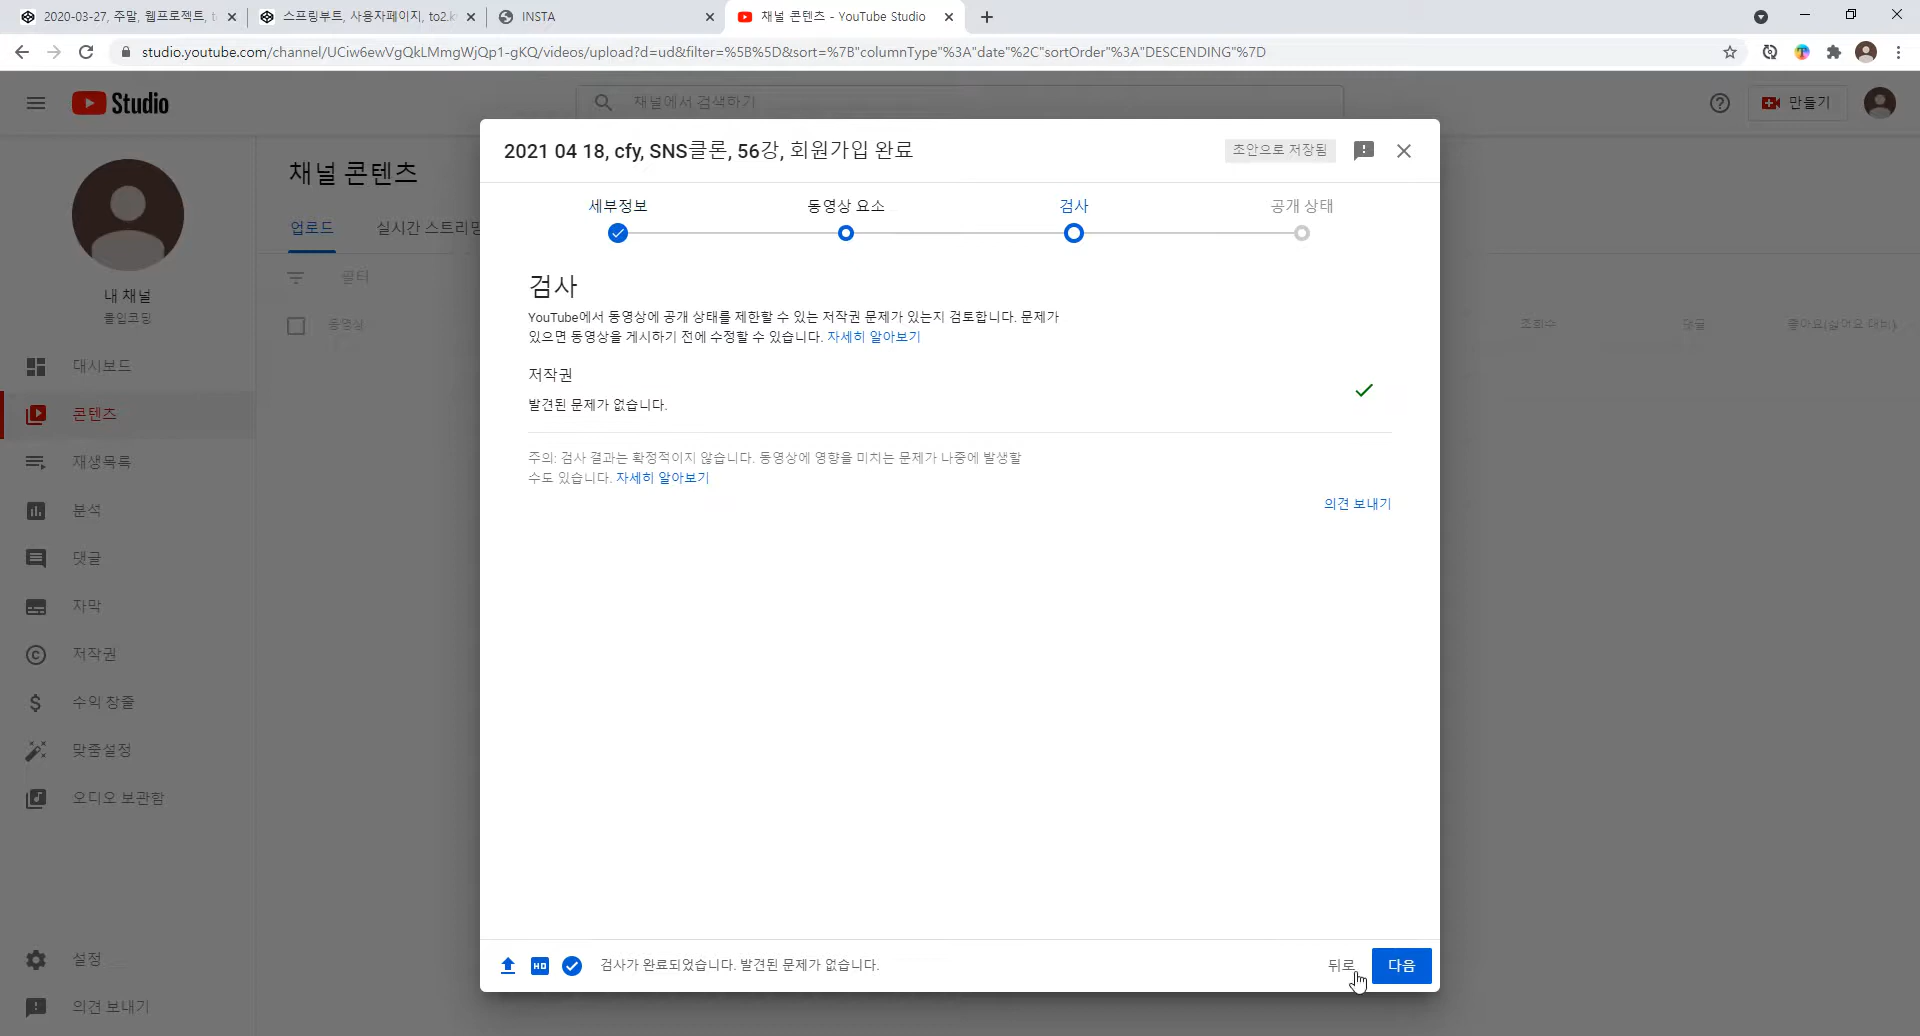 2020-03-27, 주말, 웹프로젝트, t
스프링부트, 사용자페이지, to2.k
INSTA
채널 콘텐츠 - YouTube Studio
studio.youtube.com/channel/UCiw6ewVgQkLMmgWjQp1-gKQ/videos/upload?d=ud&filter=%5B%5D&sort=%7B"columnType"%3A"date"%2C"sortOrder"%3A"DESCENDING"%7D
Studio
채널에서 검색하기
만들기
내 채널
몰입코딩
대시보드
콘텐츠
재생목록
분석
댓글
자막
저작권
수익 창출
맞춤설정
오디오 보관함
설정
의견 보내기
채널 콘텐츠
업로드
실시간 스트리밍
필터
동영상
조회수
댓글
좋아요(싫어요 대비)
2021 04 18, cfy, SNS클론, 56강, 회원가입 완료
초안으로 저장됨
세부정보
동영상 요소
검사
공개 상태
검사
YouTube에서 동영상에 공개 상태를 제한할 수 있는 저작권 문제가 있는지 검토합니다. 문제가
있으면 동영상을 게시하기 전에 수정할 수 있습니다. 자세히 알아보기
저작권
발견된 문제가 없습니다.
주의: 검사 결과는 확정적이지 않습니다. 동영상에 영향을 미치는 문제가 나중에 발생할
수도 있습니다. 자세히 알아보기
의견 보내기
HD
검사가 완료되었습니다. 발견된 문제가 없습니다.
뒤로
다음